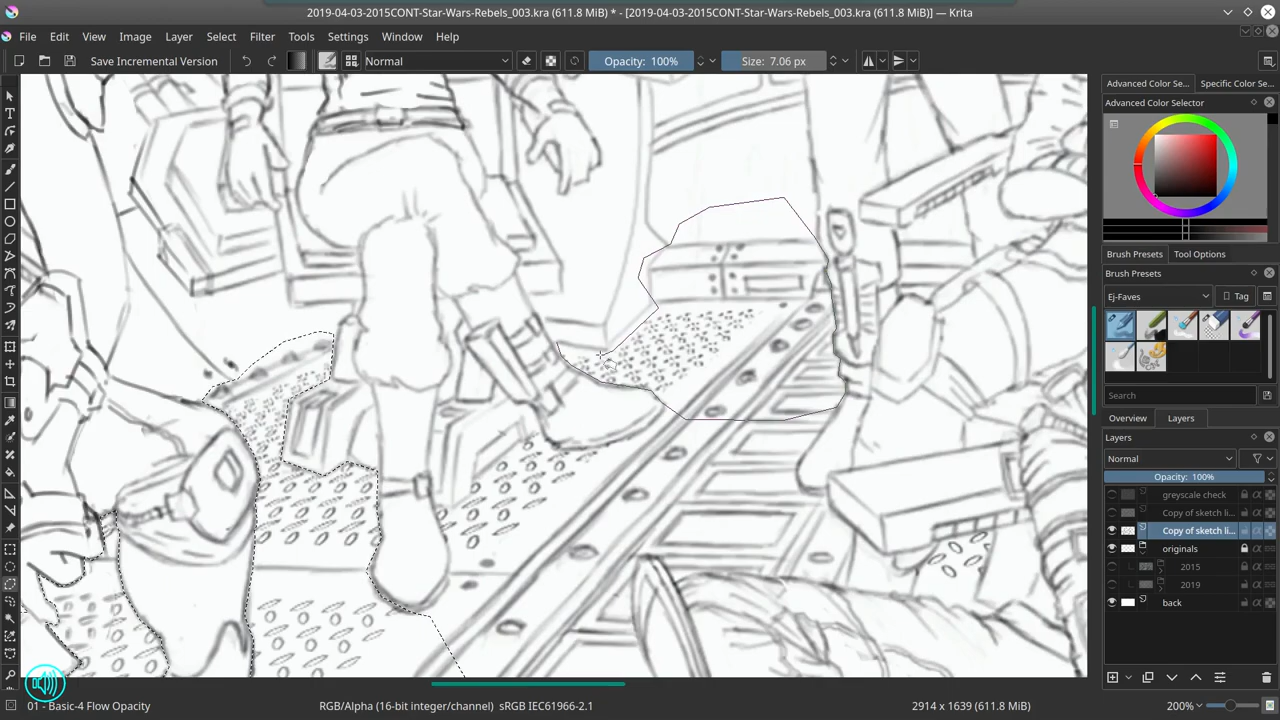 2019-04-03-2015CONT-Star-Wars-Rebels_003.kra (611.8 MiB) * - [2019-04-03-2015CONT-Star-Wars-Rebels_003.kra (611.8 MiB)] — Krita
File Edit View Image Layer Select Filter Tools Settings Window Help
Save Incremental Version Normal Opacity: 100% Size: 7.06 px
Advanced Color Se... Specific Color Se...
Advanced Color Selector
Brush Presets Tool Options
Brush Presets
Ej-Faves Tag
Search
Overview Layers
Layers
Normal
Opacity: 100%
greyscale check
Copy of sketch li...
Copy of sketch li...
originals
2015
2019
back
01 - Basic-4 Flow Opacity RGB/Alpha (16-bit integer/channel) sRGB IEC61966-2.1 2914 x 1639 (611.8 MiB) 200%